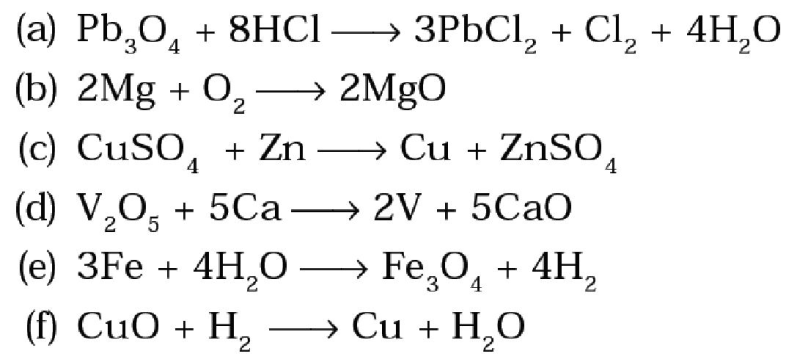 (a) Pb₃O₄ + 8HCl ⟶ 3PbCl₂ + Cl₂ + 4H₂O
(b) 2Mg + O₂ ⟶ 2MgO
(c) CuSO₄ + Zn ⟶ Cu + ZnSO₄
(d) V₂O₅ + 5Ca ⟶ 2V + 5CaO
(e) 3Fe + 4H₂O ⟶ Fe₃O₄ + 4H₂
(f) CuO + H₂ ⟶ Cu + H₂O